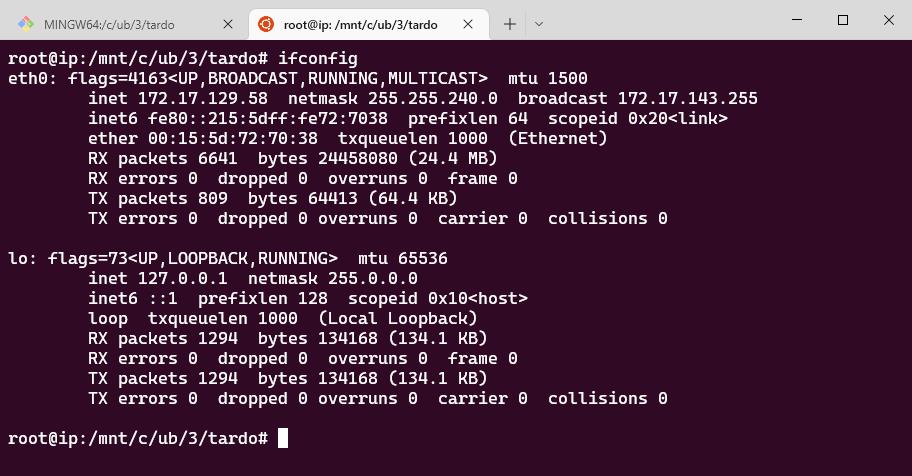 MINGW64:/c/ub/3/tardo
root@ip: /mnt/c/ub/3/tardo
root@ip:/mnt/c/ub/3/tardo# ifconfig
eth0: flags=4163<UP,BROADCAST,RUNNING,MULTICAST>  mtu 1500
        inet 172.17.129.58  netmask 255.255.240.0  broadcast 172.17.143.255
        inet6 fe80::215:5dff:fe72:7038  prefixlen 64  scopeid 0x20<link>
        ether 00:15:5d:72:70:38  txqueuelen 1000  (Ethernet)
        RX packets 6641  bytes 24458080 (24.4 MB)
        RX errors 0  dropped 0  overruns 0  frame 0
        TX packets 809  bytes 64413 (64.4 KB)
        TX errors 0  dropped 0 overruns 0  carrier 0  collisions 0

lo: flags=73<UP,LOOPBACK,RUNNING>  mtu 65536
        inet 127.0.0.1  netmask 255.0.0.0
        inet6 ::1  prefixlen 128  scopeid 0x10<host>
        loop  txqueuelen 1000  (Local Loopback)
        RX packets 1294  bytes 134168 (134.1 KB)
        RX errors 0  dropped 0  overruns 0  frame 0
        TX packets 1294  bytes 134168 (134.1 KB)
        TX errors 0  dropped 0 overruns 0  carrier 0  collisions 0

root@ip:/mnt/c/ub/3/tardo#